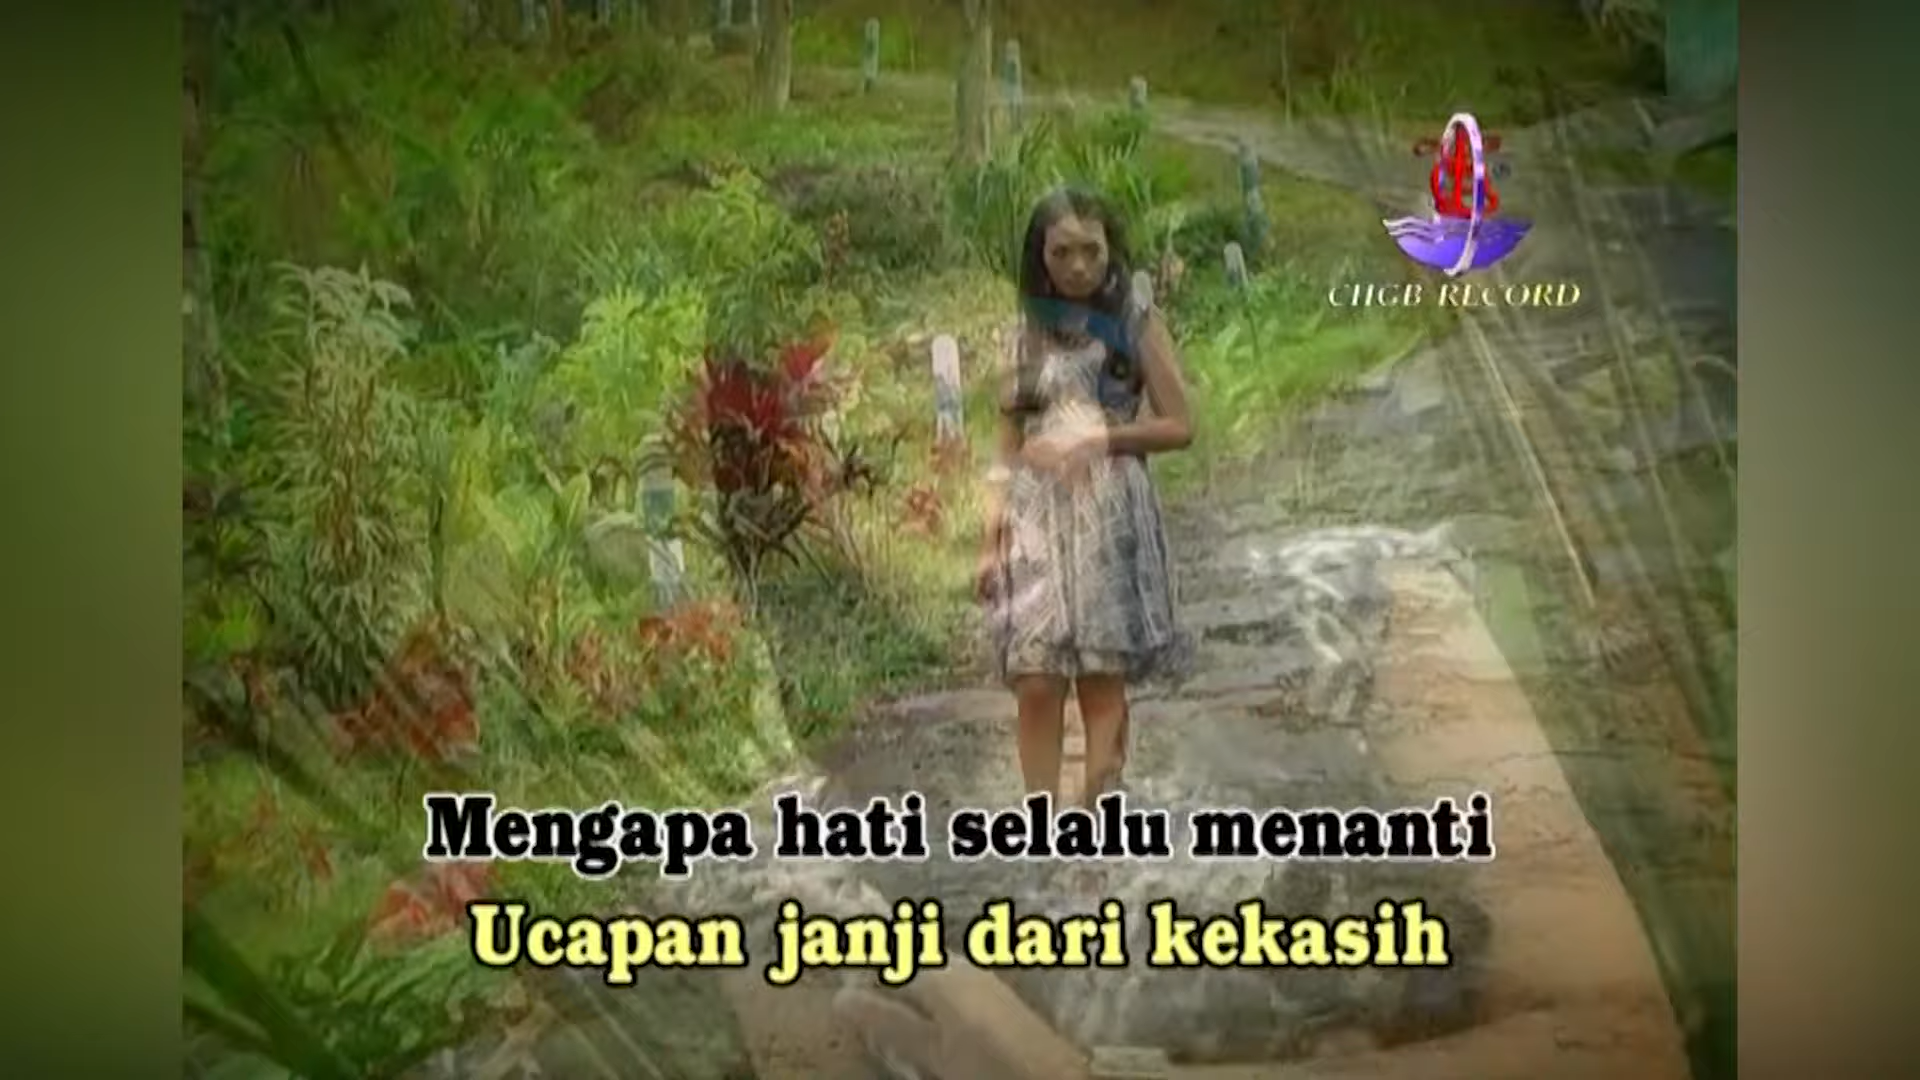 CHGB RECORD
Mengapa hati selalu menanti
Ucapan janji dari kekasih